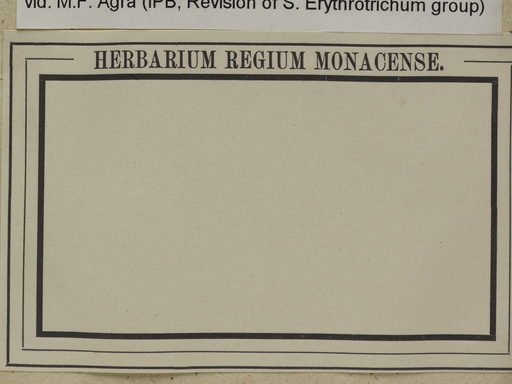 vid. M.F. Agra (IPB, Revision of S. Erythrotrichum group)
HERBARIUM REGIUM MONACENSE.